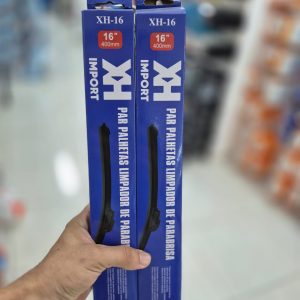 XH-16
16"
400mm
XH
IMPORT
PAR PALHETAS LIMPADOR DE PARABRISA
XH-16
16"
400mm
XH
IMPORT
PAR PALHETAS LIMPADOR DE PARABRISA